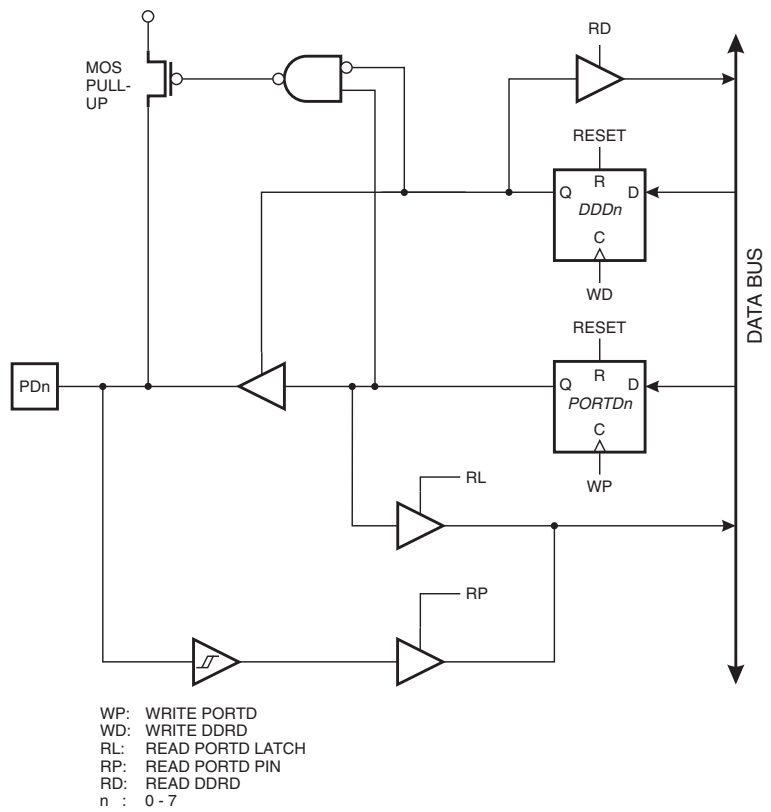 RD
MOS
PULL-
UP
RESET
R
Q
D
DDDn
C
WD
DATA BUS
RESET
PDn
R
Q
D
PORTDn
C
WP
RL
RP
WP: WRITE PORTD
WD: WRITE DDRD
RL: READ PORTD LATCH
RP: READ PORTD PIN
RD: READ DDRD
n : 0 - 7